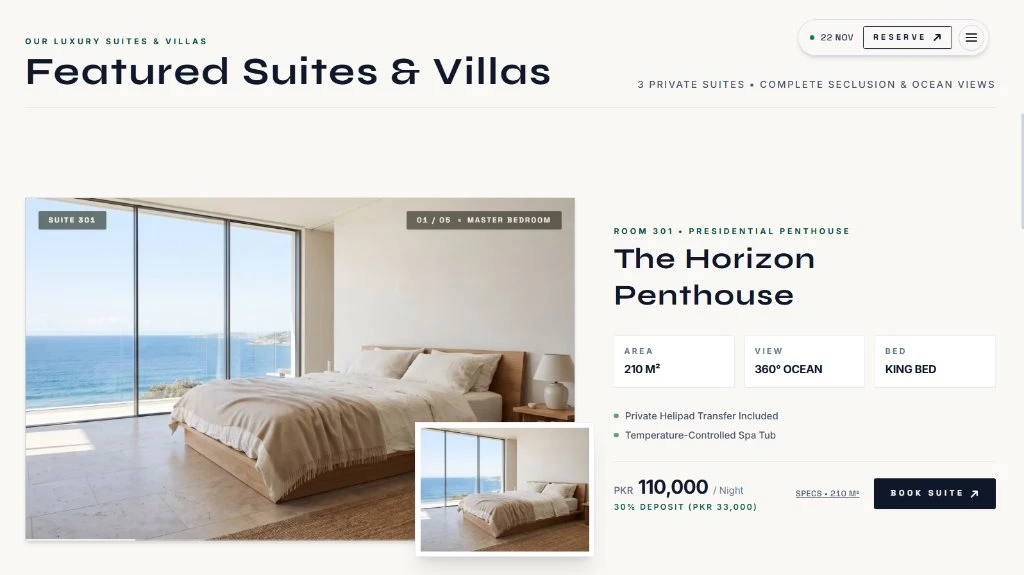 OUR LUXURY SUITES & VILLAS
Featured Suites & Villas
22 NOV
RESERVE
3 PRIVATE SUITES • COMPLETE SECLUSION & OCEAN VIEWS
SUITE 301
01 / 05 • MASTER BEDROOM
ROOM 301 • PRESIDENTIAL PENTHOUSE
The Horizon
Penthouse
AREA
210 M²
VIEW
360° OCEAN
BED
KING BED
Private Helipad Transfer Included
Temperature-Controlled Spa Tub
PKR 110,000 / Night
30% DEPOSIT (PKR 33,000)
SPECS • 210 M²
BOOK SUITE